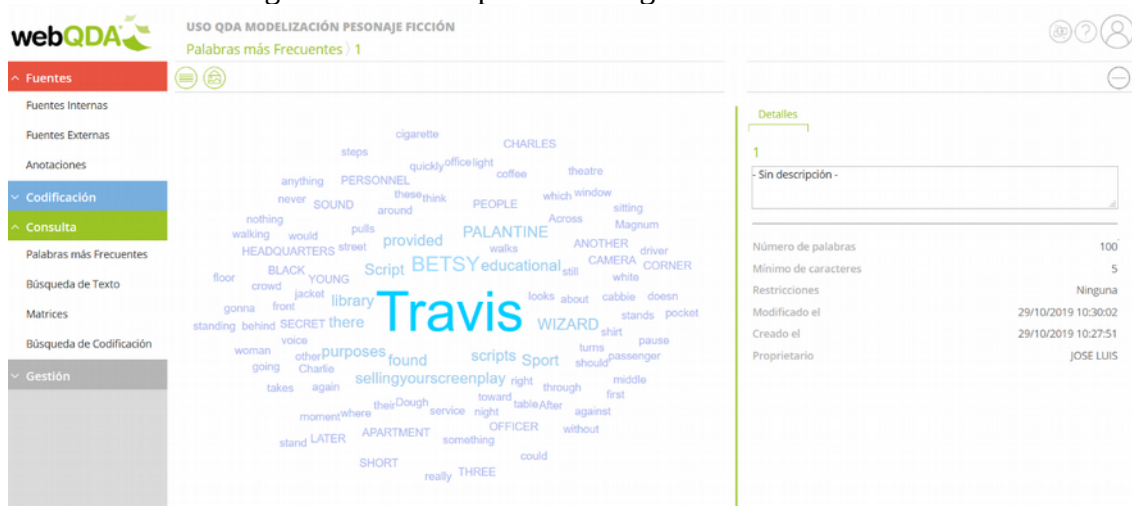 webQDA
USO QDA MODELIZACIÓN PESONAJE FICCIÓN
Palabras más Frecuentes 〉 1
Fuentes
Fuentes Internas
Fuentes Externas
Anotaciones
Codificación
Consulta
Palabras más Frecuentes
Búsqueda de Texto
Matrices
Búsqueda de Codificación
Gestión
cigarette
CHARLES
steps
quickly office light
coffee theatre
anything PERSONNEL
these think
which window
never SOUND
around
PEOPLE
sitting
nothing
Across Magnum
walking would pulls
provided PALANTINE
HEADQUARTERS street
walks
ANOTHER driver
CAMERA CORNER
floor BLACK YOUNG
Script BETSY educational still
white
crowd
jacket
library
looks about cabbie doesn
gonna front
Travis
stands pocket
standing behind SECRET there
WIZARD shirt
voice
pause
woman other purposes found
scripts Sport
turns
should passenger
going Charlie
sellingyourscreenplay right through middle
takes again
toward
first
their Dough service night table After against
moment where
OFFICER without
stand LATER APARTMENT something
could
SHORT
really THREE
Detalles
1
- Sin descripción -
Número de palabras 100
Mínimo de caracteres 5
Restricciones Ninguna
Modificado el 29/10/2019 10:30:02
Creado el 29/10/2019 10:27:51
Proprietario JOSE LUIS